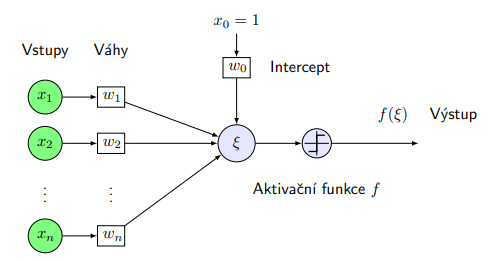 x₀ = 1
Vstupy Váhy
w₀ Intercept
x₁ w₁
f(ξ) Výstup
x₂ w₂ ξ
⋮ ⋮
Aktivační funkce f
xₙ wₙ